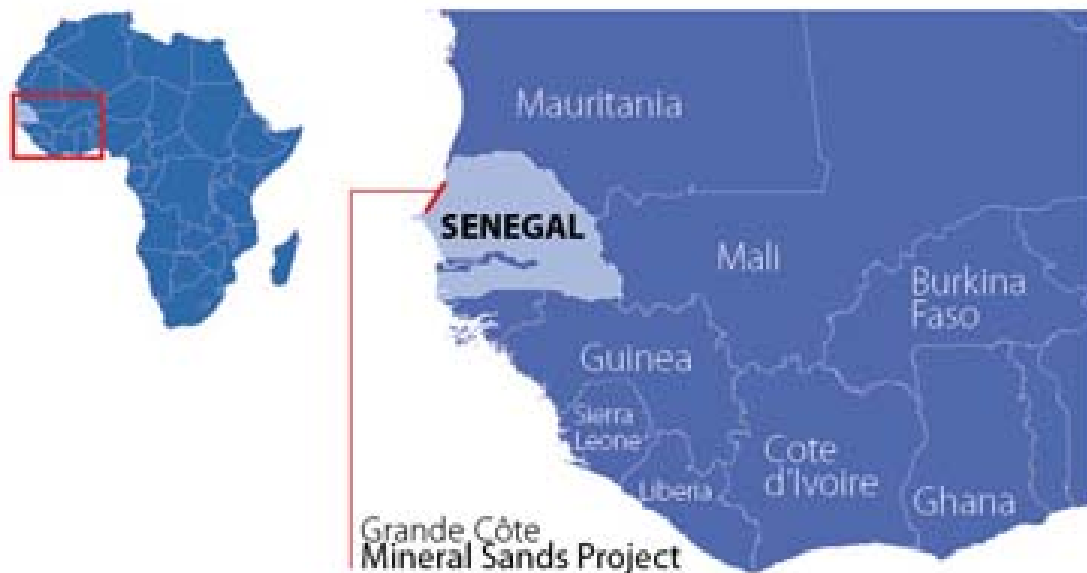 Mauritania
SENEGAL
Mali
Burkina
Faso
Guinea
Sierra
Leone
Liberia
Cote
d'Ivoire
Ghana
Grande Côte
Mineral Sands Project